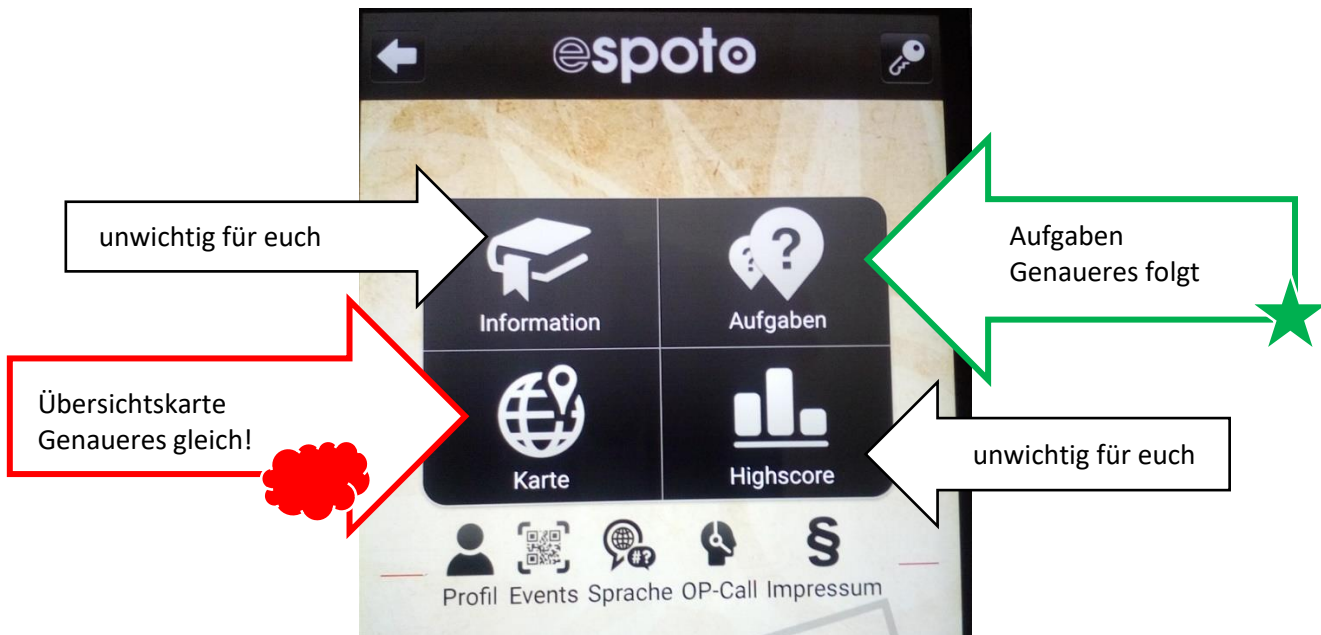 espoto
unwichtig für euch
Aufgaben
Genaueres folgt
?
?
Information
Aufgaben
Übersichtskarte
Genaueres gleich!
unwichtig für euch
Karte
Highscore
#?
§
Profil Events Sprache OP-Call Impressum